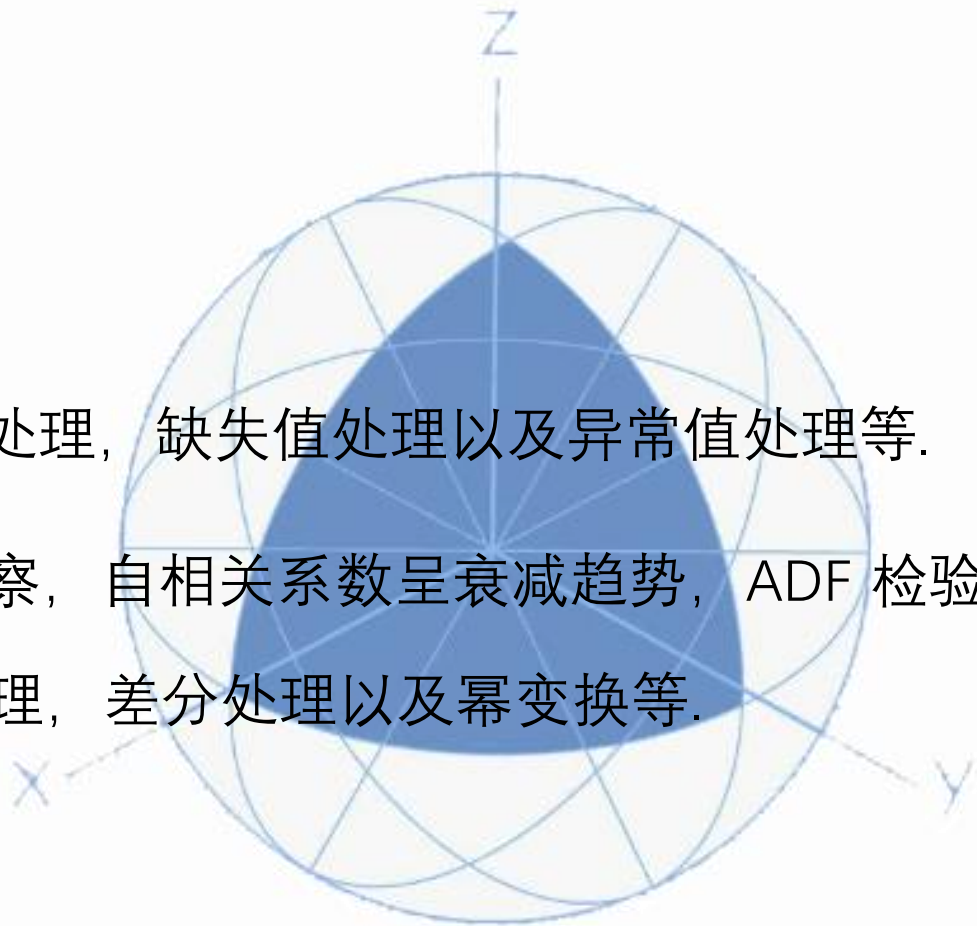 Z
处理，缺失值处理以及异常值处理等.
察，自相关系数呈衰减趋势，ADF 检验
理，差分处理以及幂变换等.
X Y